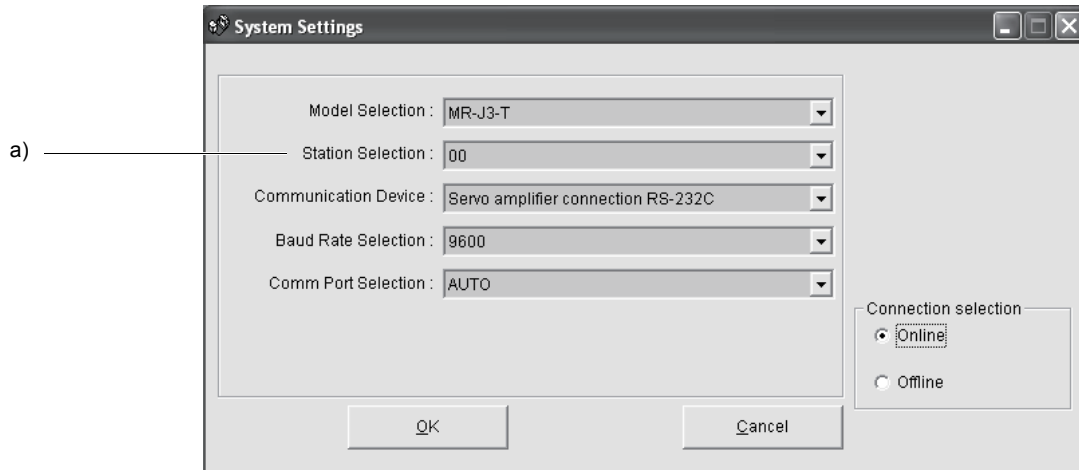 System Settings
Model Selection : MR-J3-T
a)
Station Selection : 00
Communication Device : Servo amplifier connection RS-232C
Baud Rate Selection : 9600
Comm Port Selection : AUTO
Connection selection
Online
Offline
OK
Cancel